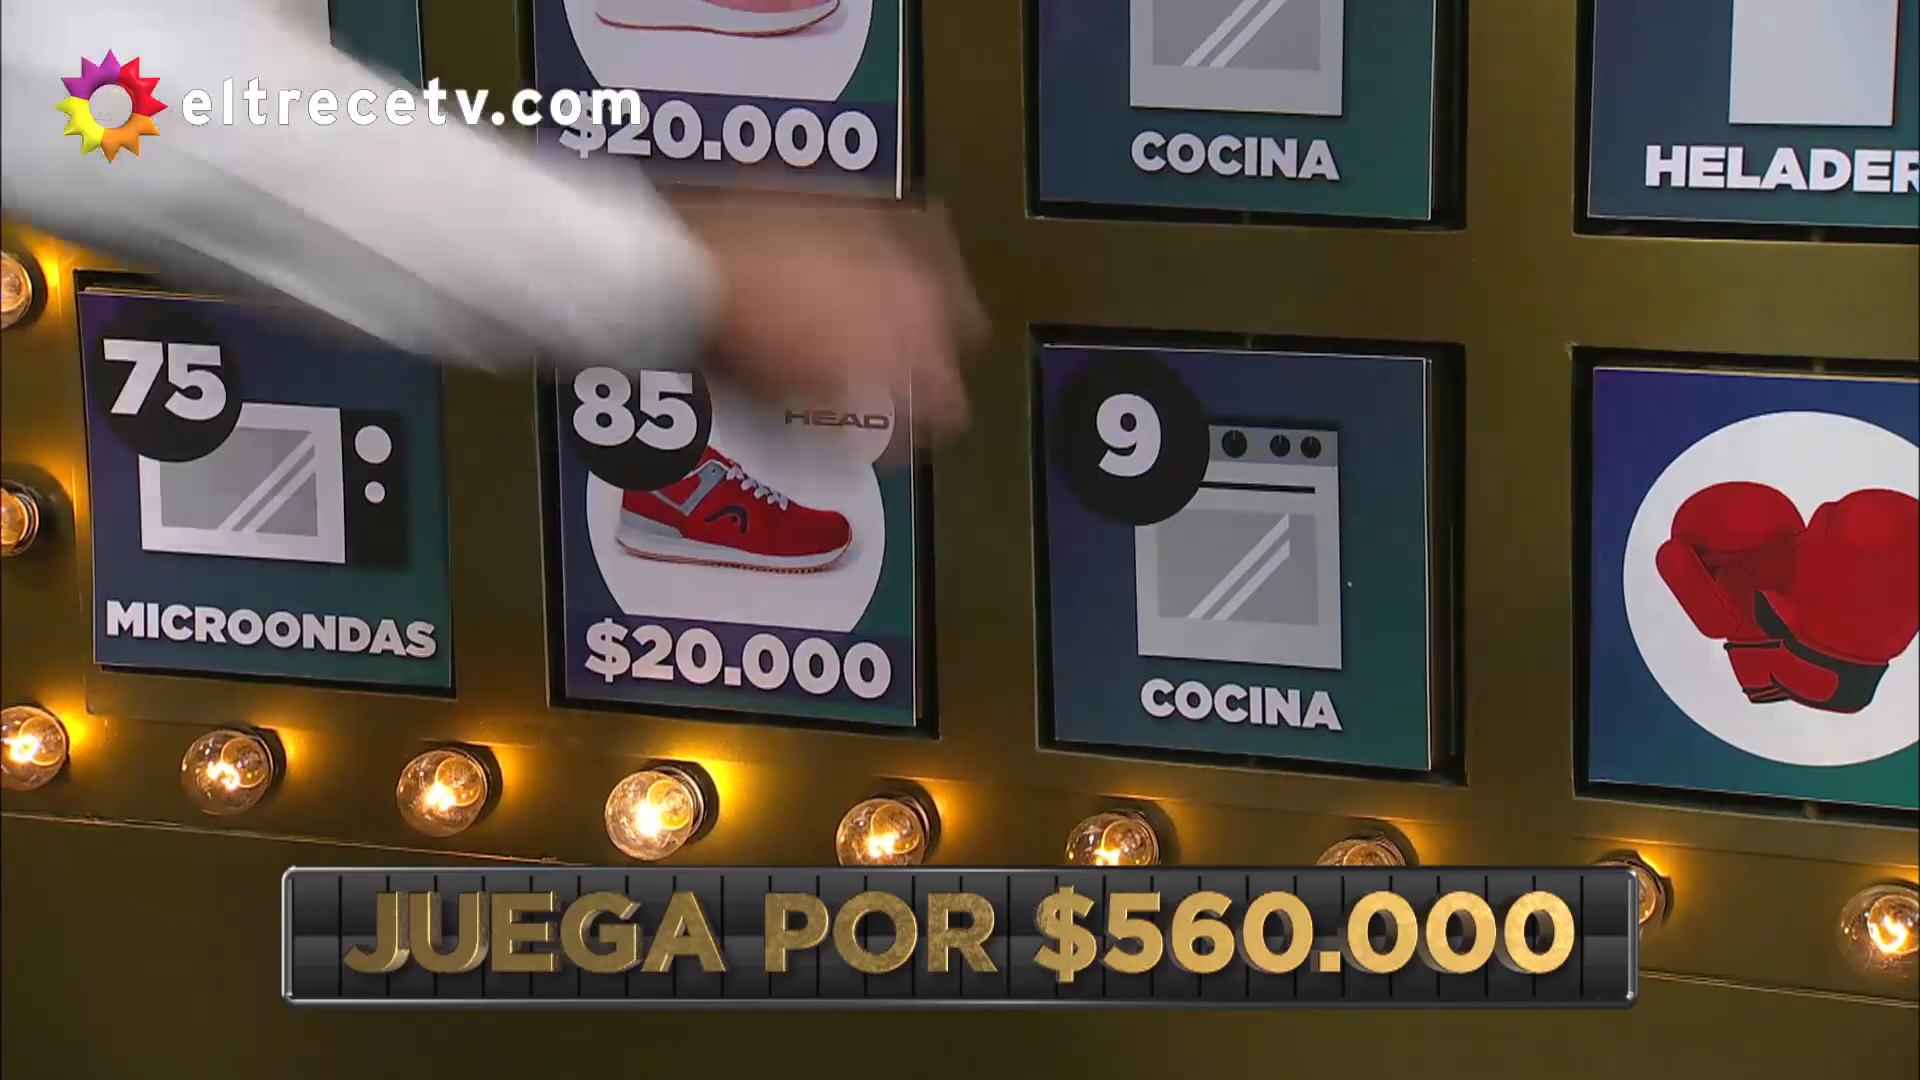 eltrecetv.com
$20.000
COCINA
HELADER
75
MICROONDAS
85
HEAD
$20.000
9
COCINA
JUEGA POR $560.000